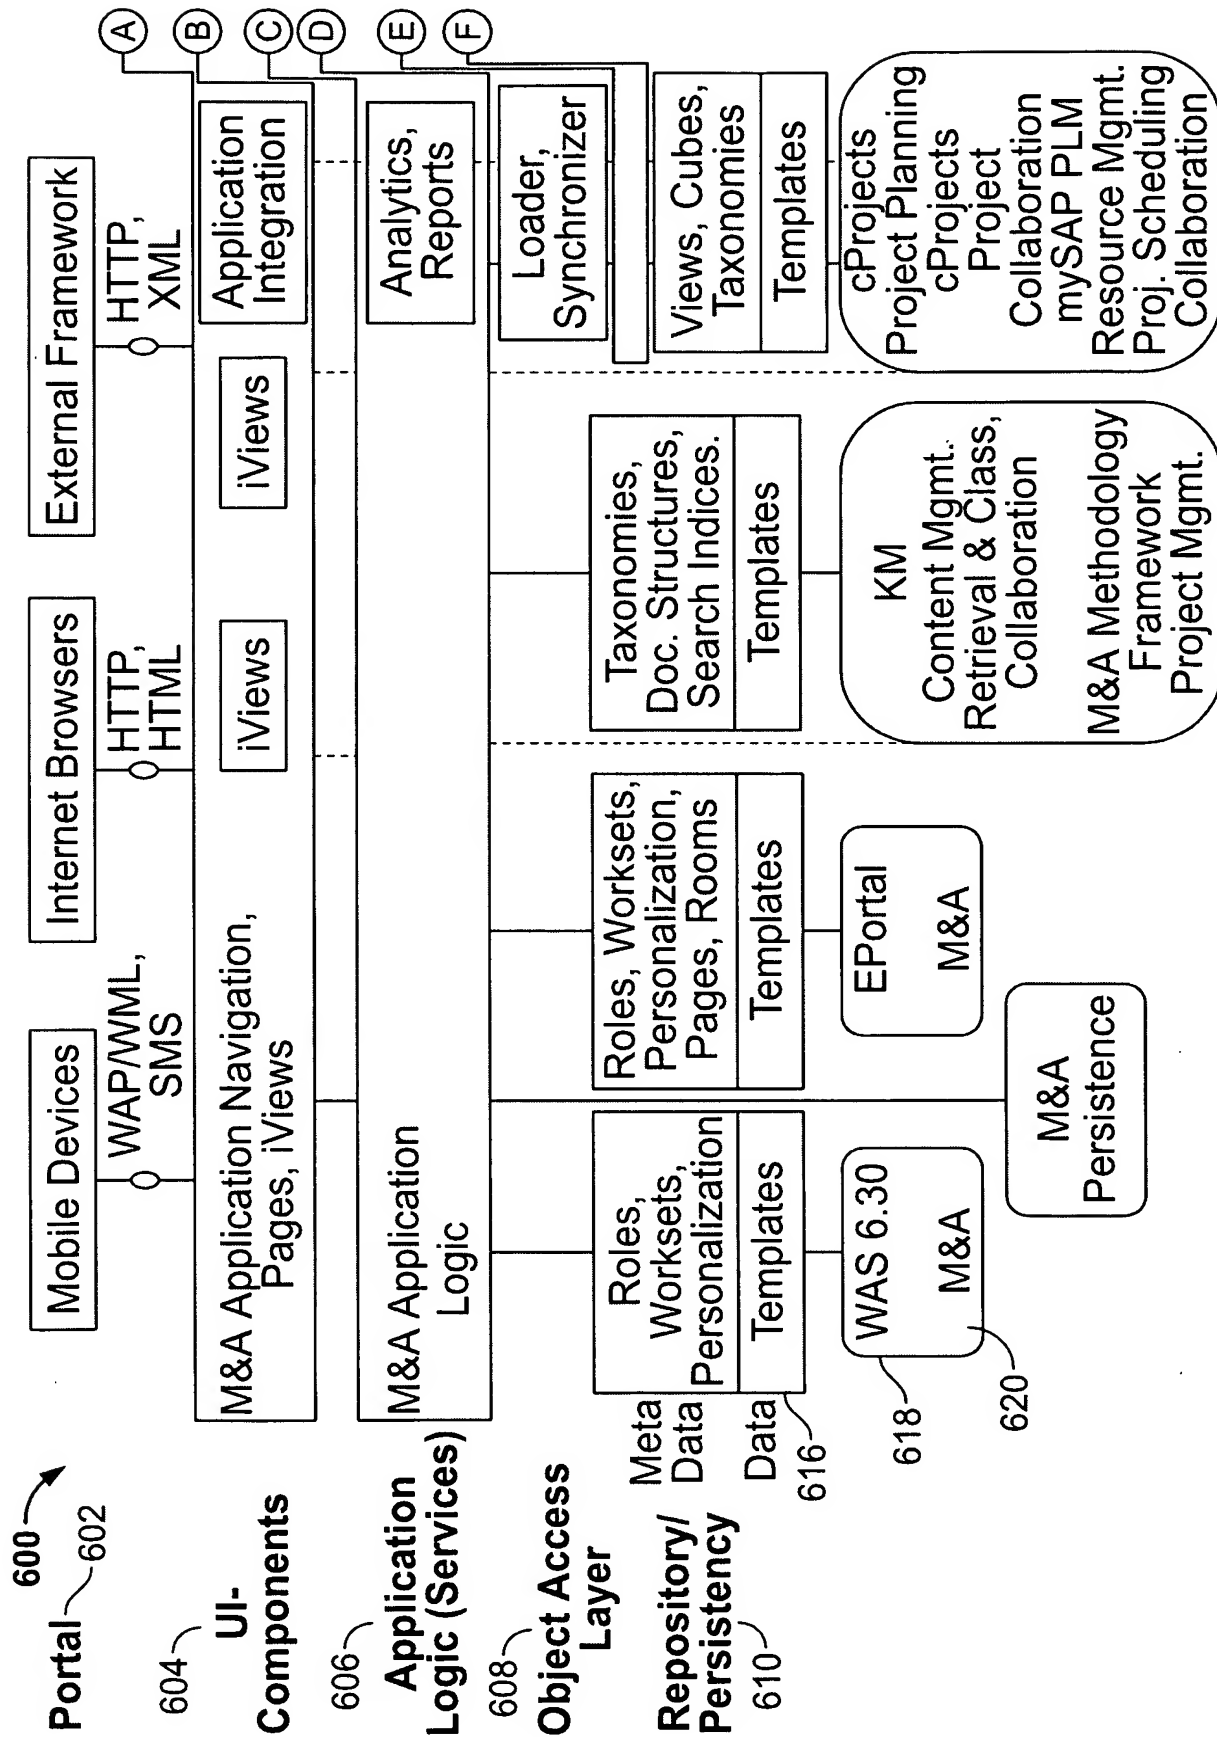 600
Portal
602
Mobile Devices
Internet Browsers
External Framework
WAP/WML,
SMS
HTTP,
HTML
HTTP,
XML
A
B
C
D
E
F
604
UI-
Components
M&A Application Navigation,
Pages, iViews
iViews
iViews
Application
Integration
606
Application
Logic (Services)
M&A Application
Logic
Analytics,
Reports
608
Object Access
Layer
Loader,
Synchronizer
Repository/
Persistency
610
Meta
Data
Data
616
Roles,
Worksets,
Personalization
Templates
Roles, Worksets,
Personalization,
Pages, Rooms
Templates
Taxonomies,
Doc. Structures,
Search Indices.
Templates
Views, Cubes,
Taxonomies
Templates
618
WAS 6.30
M&A
620
EPortal
M&A
M&A
Persistence
KM
Content Mgmt.
Retrieval & Class,
Collaboration
M&A Methodology
Framework
Project Mgmt.
cProjects
Project Planning
cProjects
Project
Collaboration
mySAP PLM
Resource Mgmt.
Proj. Scheduling
Collaboration